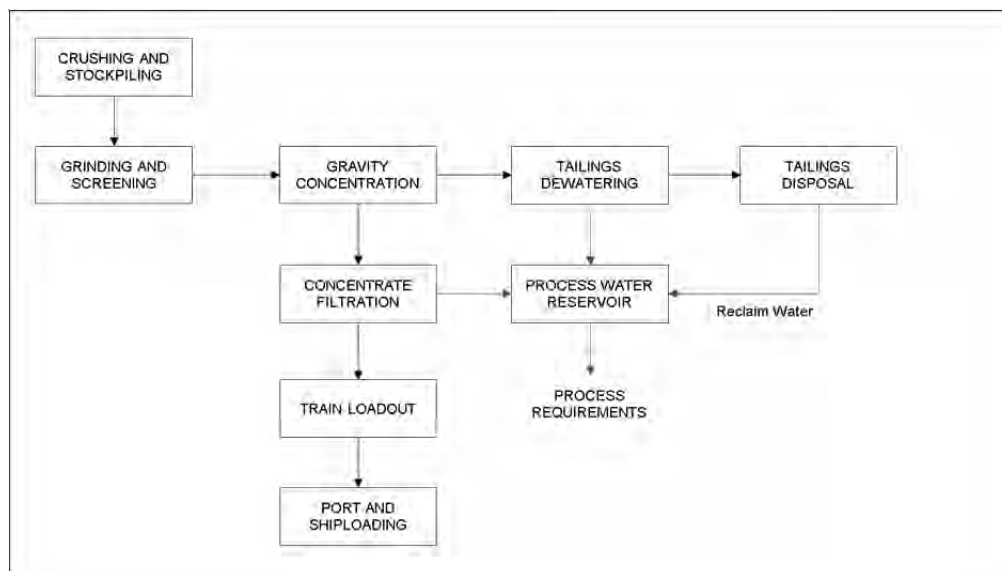 CRUSHING AND
STOCKPILING
GRINDING AND
SCREENING
GRAVITY
CONCENTRATION
TAILINGS
DEWATERING
TAILINGS
DISPOSAL
CONCENTRATE
FILTRATION
PROCESS WATER
RESERVOIR
Reclaim Water
TRAIN LOADOUT
PROCESS
REQUIREMENTS
PORT AND
SHIPLOADING